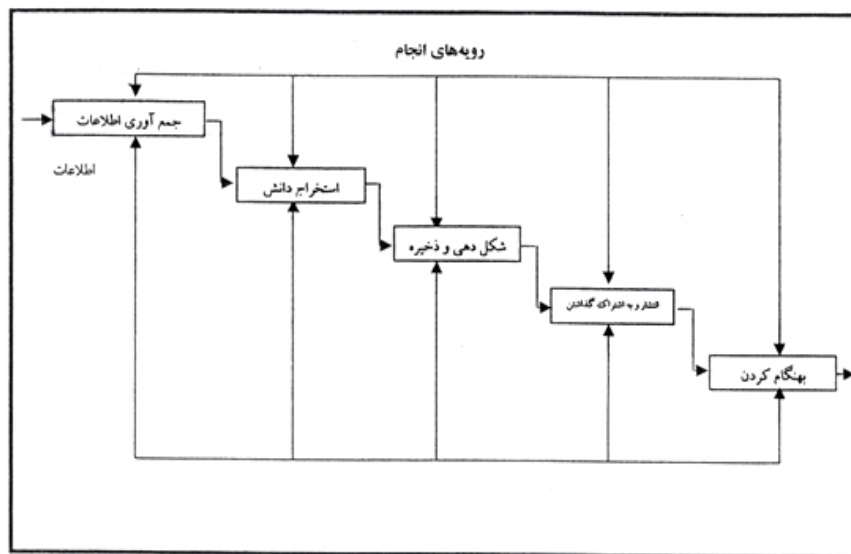 رویه‌های انجام
جمع آوری اطلاعات
اطلاعات
استخراج دانش
شکل دهی و ذخیره
انتشار و به اشتراک گذاشتن
بهنگام کردن